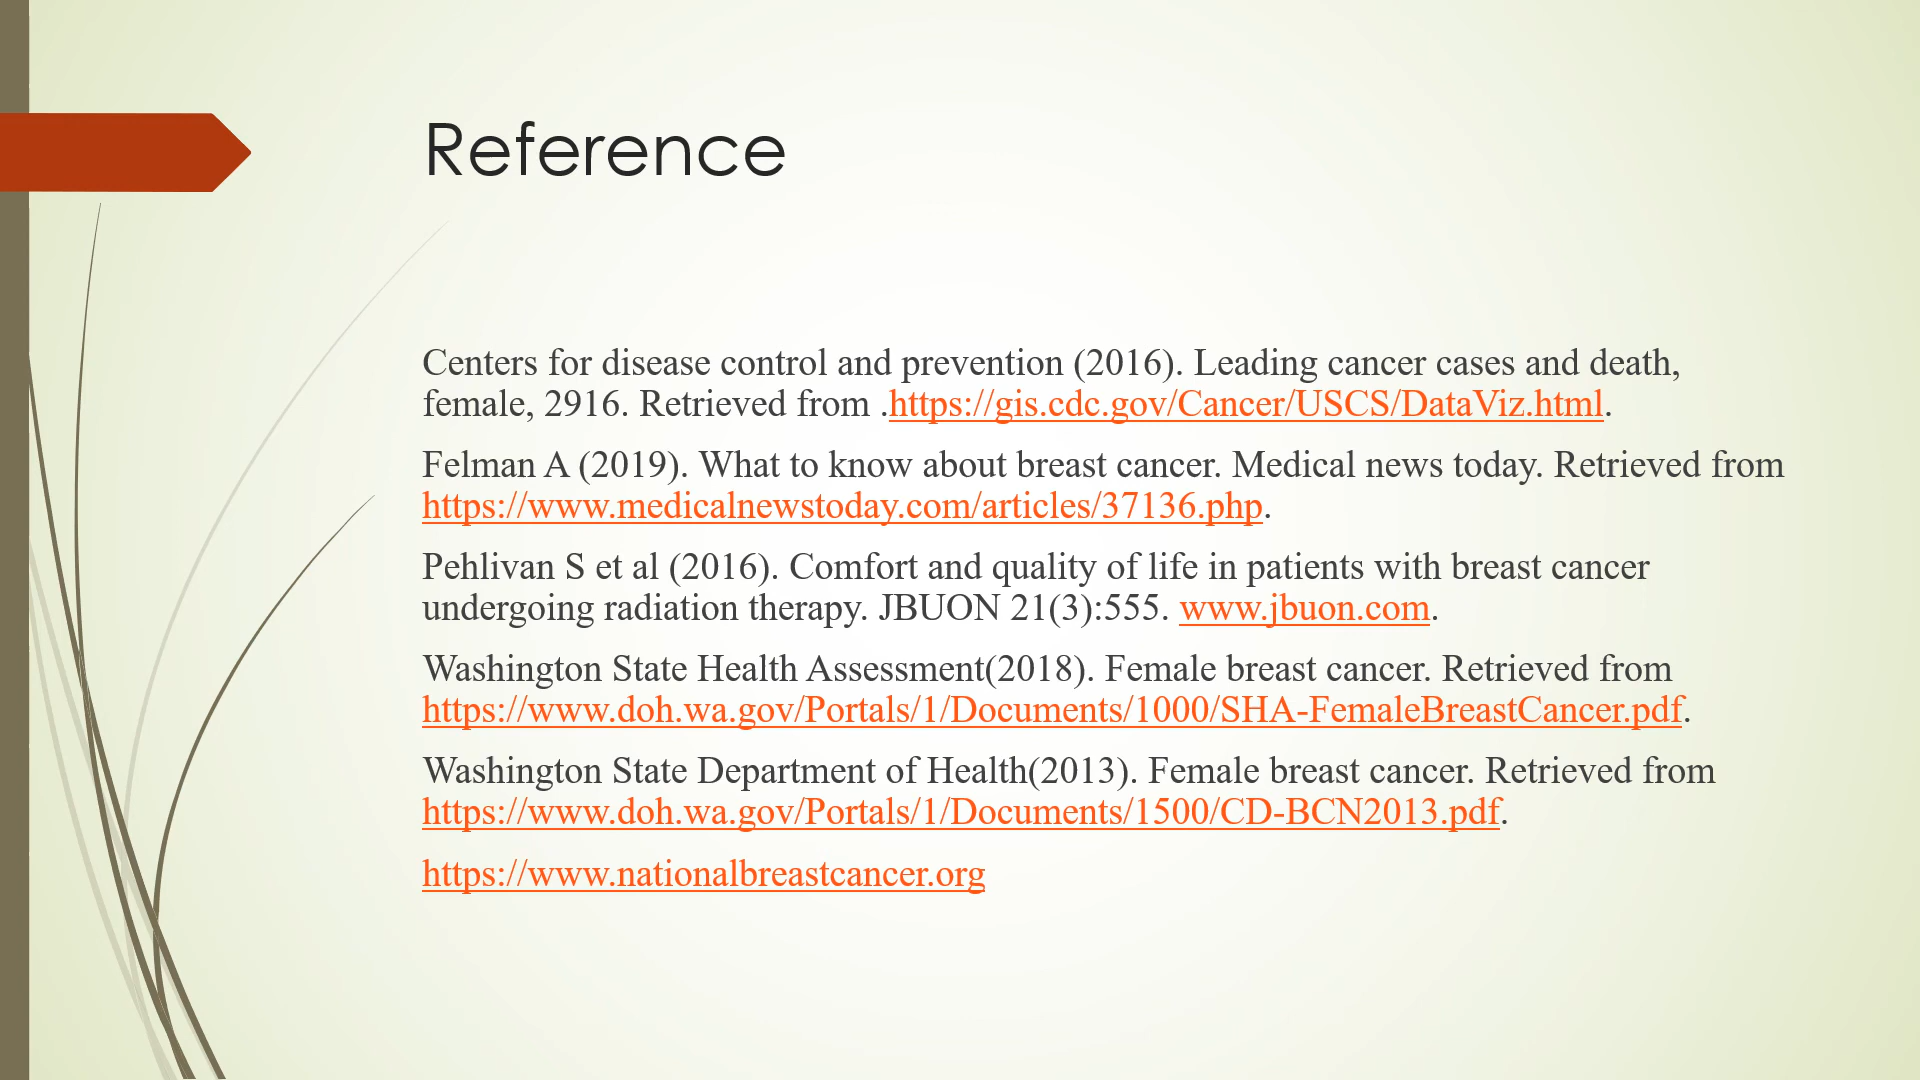 Reference
Centers for disease control and prevention (2016). Leading cancer cases and death,
female, 2916. Retrieved from .https://gis.cdc.gov/Cancer/USCS/DataViz.html.
Felman A (2019). What to know about breast cancer. Medical news today. Retrieved from
https://www.medicalnewstoday.com/articles/37136.php.
Pehlivan S et al (2016). Comfort and quality of life in patients with breast cancer
undergoing radiation therapy. JBUON 21(3):555. www.jbuon.com.
Washington State Health Assessment(2018). Female breast cancer. Retrieved from
https://www.doh.wa.gov/Portals/1/Documents/1000/SHA-FemaleBreastCancer.pdf.
Washington State Department of Health(2013). Female breast cancer. Retrieved from
https://www.doh.wa.gov/Portals/1/Documents/1500/CD-BCN2013.pdf.
https://www.nationalbreastcancer.org